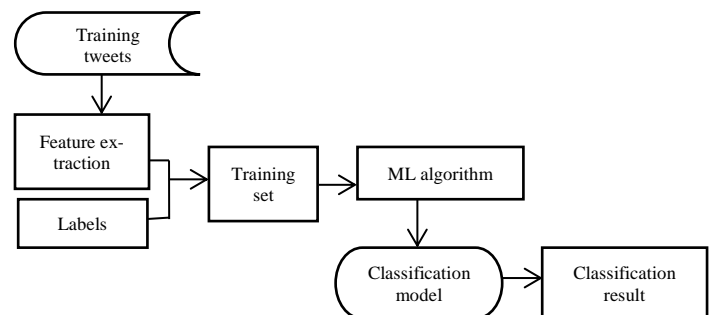 Training
tweets
Feature ex-
traction
Labels
Training
set
ML algorithm
Classification
model
Classification
result